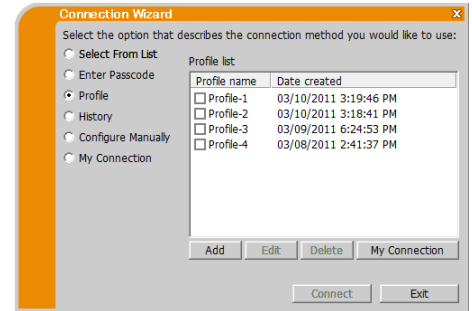 Connection Wizard
x
Select the option that describes the connection method you would like to use:
Select From List
Enter Passcode
Profile
History
Configure Manually
My Connection
Profile list
Profile name Date created
Profile-1 03/10/2011 3:19:46 PM
Profile-2 03/10/2011 3:18:41 PM
Profile-3 03/09/2011 6:24:53 PM
Profile-4 03/08/2011 2:41:37 PM
Add Edit Delete My Connection
Connect Exit